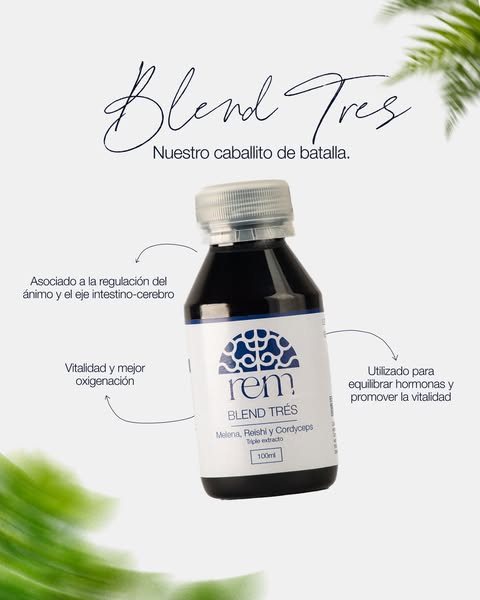 Blend Tres
Nuestro caballito de batalla.
Asociado a la regulación del
ánimo y el eje intestino-cerebro
Vitalidad y mejor
oxigenación
Utilizado para
equilibrar hormonas y
promover la vitalidad
rem
BLEND TRÉS
Melena, Reishi y Cordyceps
Triple extracto
100ml